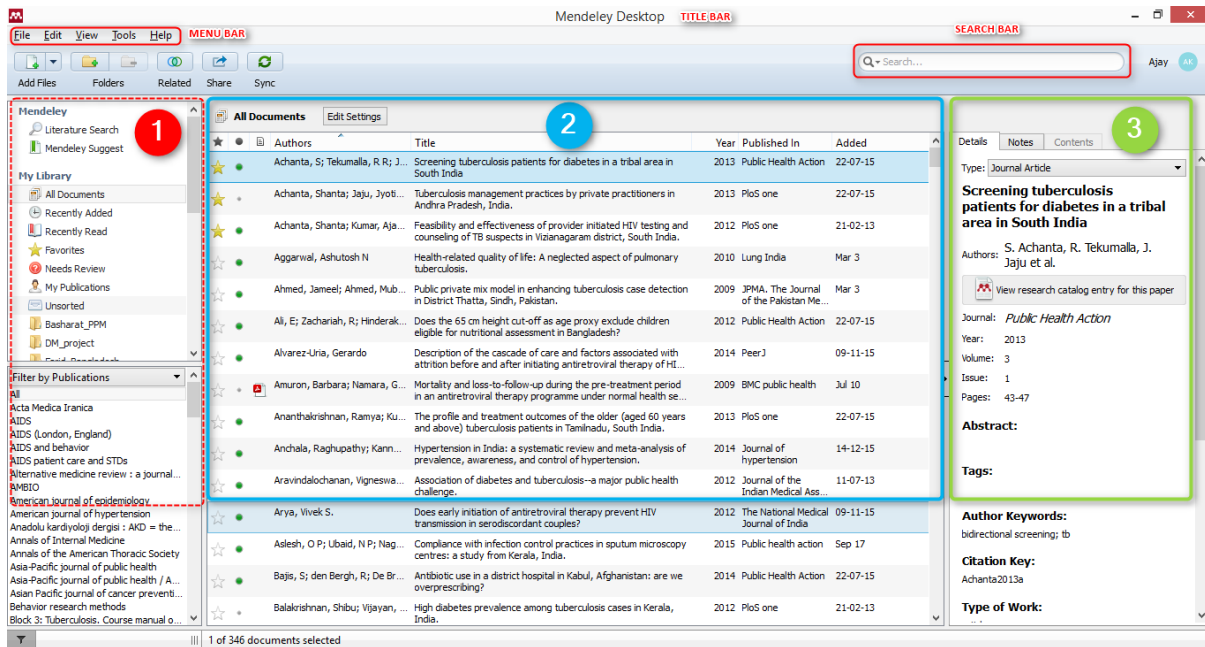 Mendeley Desktop TITLE BAR
File Edit View Tools Help MENU BAR
SEARCH BAR
Search...
Ajay AK
Add Files Folders Related Share Sync
1
Mendeley
Literature Search
Mendeley Suggest
My Library
All Documents
Recently Added
Recently Read
Favorites
Needs Review
My Publications
Unsorted
Basharat_PPM
DM_project
Filter by Publications
All
Acta Medica Iranica
AIDS
AIDS (London, England)
AIDS and behavior
AIDS patient care and STDs
Alternative medicine review : a journal...
AMBIO
American journal of epidemiology
American journal of hypertension
Anadolu kardiyoloji dergisi : AKD = the...
Annals of Internal Medicine
Annals of the American Thoracic Society
Asia-Pacific journal of public health
Asia-Pacific journal of public health / A...
Asian Pacific journal of cancer preventi...
Behavior research methods
Block 3: Tuberculosis. Course manual o...
2
All Documents Edit Settings
Authors Title Year Published In Added
Achanta, S; Tekumalla, R R; J... Screening tuberculosis patients for diabetes in a tribal area in 2013 Public Health Action 22-07-15
South India
Achanta, Shanta; Jaju, Jyoti... Tuberculosis management practices by private practitioners in 2013 PloS one 22-07-15
Andhra Pradesh, India.
Achanta, Shanta; Kumar, Aja... Feasibility and effectiveness of provider initiated HIV testing and 2012 PloS one 21-02-13
counseling of TB suspects in Vizianagaram district, South India.
Aggarwal, Ashutosh N Health-related quality of life: A neglected aspect of pulmonary 2010 Lung India Mar 3
tuberculosis.
Ahmed, Jameel; Ahmed, Mub... Public private mix model in enhancing tuberculosis case detection 2009 JPMA. The Journal Mar 3
in District Thatta, Sindh, Pakistan. of the Pakistan Me...
Ali, E; Zachariah, R; Hinderak... Does the 65 cm height cut-off as age proxy exclude children 2012 Public Health Action 22-07-15
eligible for nutritional assessment in Bangladesh?
Alvarez-Uria, Gerardo Description of the cascade of care and factors associated with 2014 PeerJ 09-11-15
attrition before and after initiating antiretroviral therapy of HI...
Amuron, Barbara; Namara, G... Mortality and loss-to-follow-up during the pre-treatment period 2009 BMC public health Jul 10
in an antiretroviral therapy programme under normal health se...
Ananthakrishnan, Ramya; Ku... The profile and treatment outcomes of the older (aged 60 years 2013 PloS one 22-07-15
and above) tuberculosis patients in Tamilnadu, South India.
Anchala, Raghupathy; Kann... Hypertension in India: a systematic review and meta-analysis of 2014 Journal of 14-12-15
prevalence, awareness, and control of hypertension. hypertension
Aravindalochanan, Vigneswa... Association of diabetes and tuberculosis--a major public health 2012 Journal of the 11-07-13
challenge. Indian Medical Ass...
Arya, Vivek S. Does early initiation of antiretroviral therapy prevent HIV 2012 The National Medical 09-11-15
transmission in serodiscordant couples? Journal of India
Aslesh, O P; Ubaid, N P; Nag... Compliance with infection control practices in sputum microscopy 2015 Public health action Sep 17
centres: a study from Kerala, India.
Bajis, S; den Bergh, R; De Br... Antibiotic use in a district hospital in Kabul, Afghanistan: are we 2014 Public Health Action 22-07-15
overprescribing?
Balakrishnan, Shibu; Vijayan, ... High diabetes prevalence among tuberculosis cases in Kerala, 2012 PloS one 21-02-13
India.
1 of 346 documents selected
3
Details Notes Contents
Type: Journal Article
Screening tuberculosis
patients for diabetes in a tribal
area in South India
Authors: S. Achanta, R. Tekumalla, J.
Jaju et al.
View research catalog entry for this paper
Journal: Public Health Action
Year: 2013
Volume: 3
Issue: 1
Pages: 43-47
Abstract:
Tags:
Author Keywords:
bidirectional screening; tb
Citation Key:
Achanta2013a
Type of Work: